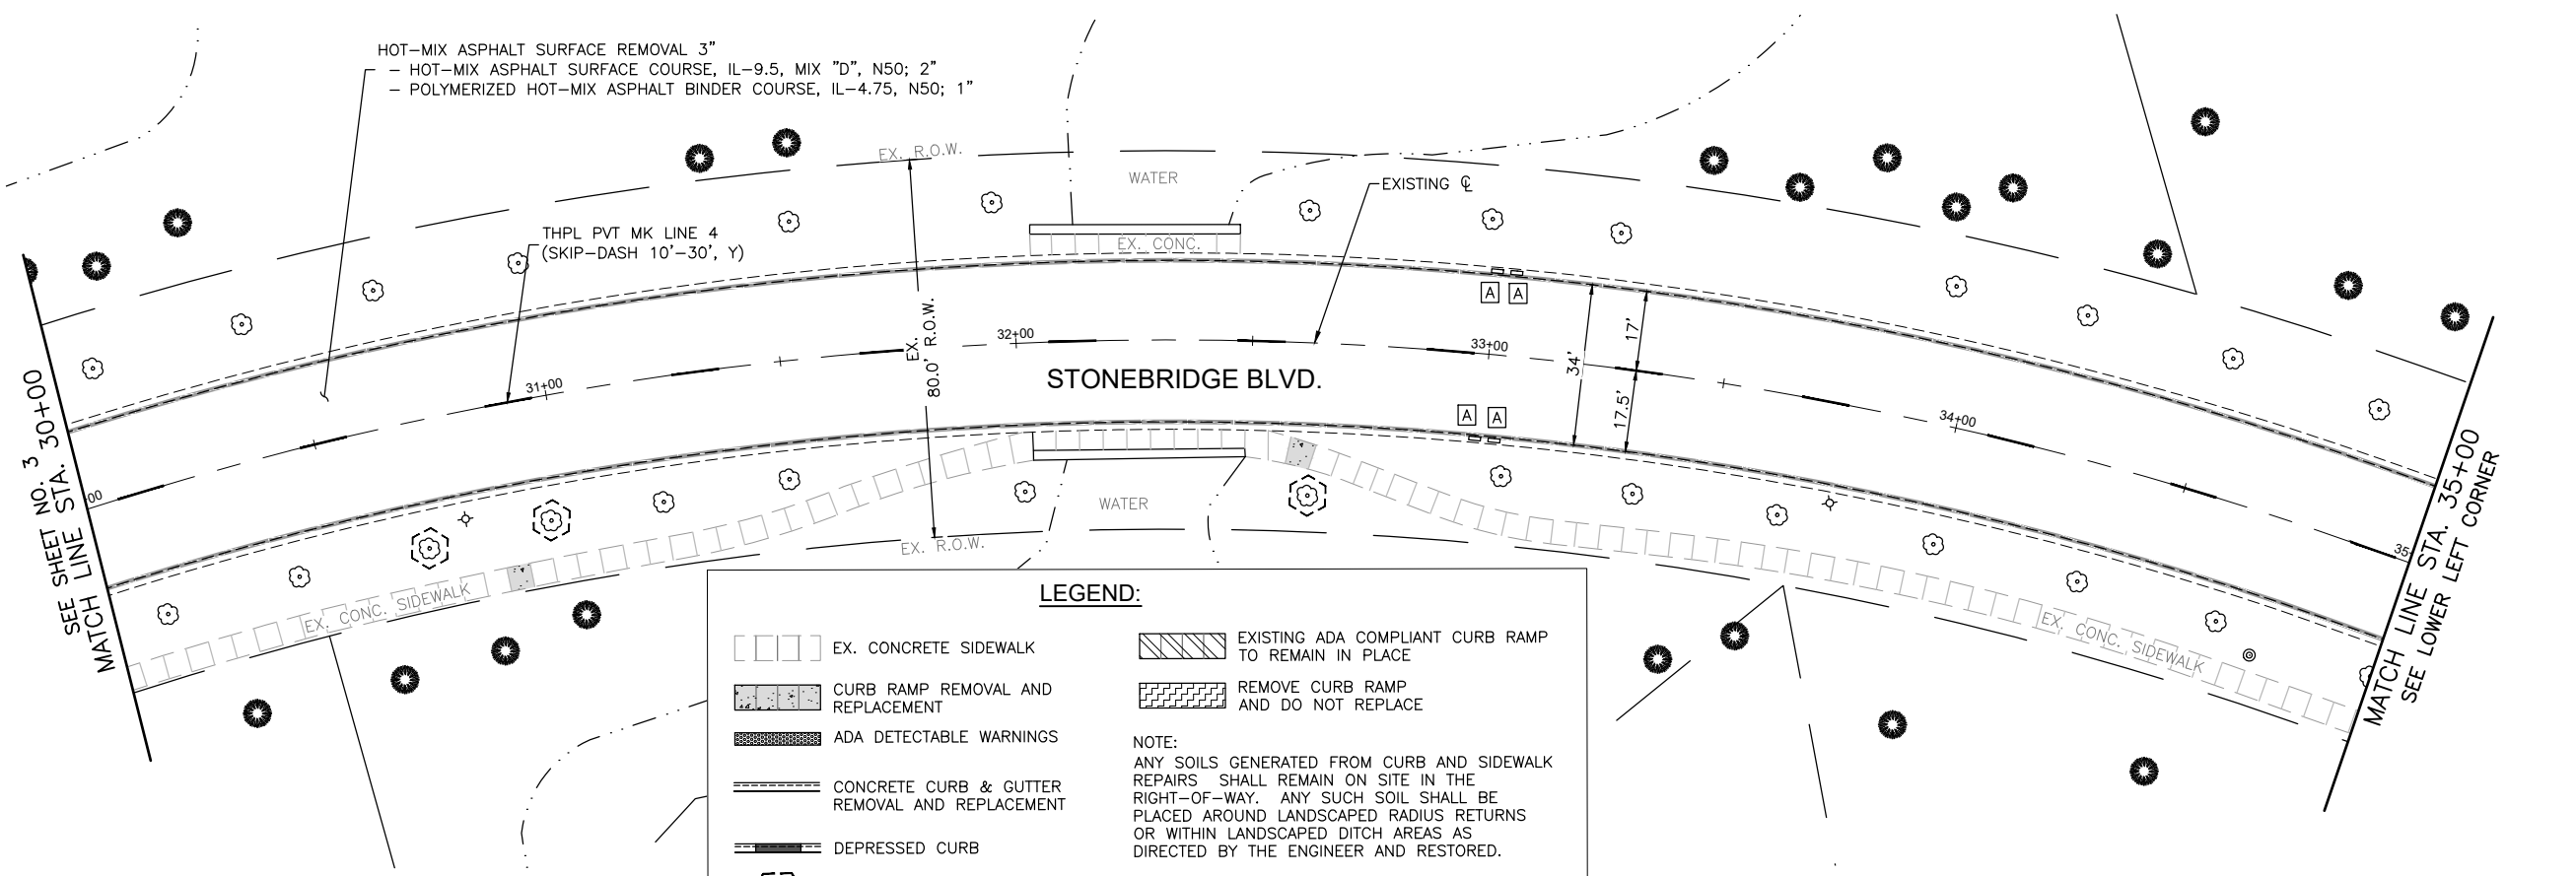 HOT-MIX ASPHALT SURFACE REMOVAL 3"
- HOT-MIX ASPHALT SURFACE COURSE, IL-9.5, MIX "D", N50; 2"
- POLYMERIZED HOT-MIX ASPHALT BINDER COURSE, IL-4.75, N50; 1"
EX. R.O.W.
WATER
EXISTING ℄
THPL PVT MK LINE 4
(SKIP-DASH 10'-30', Y)
EX. CONC.
A A
EX.
80.0' R.O.W.
31+00
32+00
33+00
34+00
STONEBRIDGE BLVD.
34'
17'
17.5'
A A
SEE SHEET NO. 3
MATCH LINE STA. 30+00
00
35
MATCH LINE STA. 35+00
SEE LOWER LEFT CORNER
WATER
EX. R.O.W.
EX. CONC. SIDEWALK
EX. CONC. SIDEWALK
LEGEND:
EX. CONCRETE SIDEWALK
CURB RAMP REMOVAL AND
REPLACEMENT
ADA DETECTABLE WARNINGS
CONCRETE CURB & GUTTER
REMOVAL AND REPLACEMENT
DEPRESSED CURB
EXISTING ADA COMPLIANT CURB RAMP
TO REMAIN IN PLACE
REMOVE CURB RAMP
AND DO NOT REPLACE
NOTE:
ANY SOILS GENERATED FROM CURB AND SIDEWALK
REPAIRS SHALL REMAIN ON SITE IN THE
RIGHT-OF-WAY. ANY SUCH SOIL SHALL BE
PLACED AROUND LANDSCAPED RADIUS RETURNS
OR WITHIN LANDSCAPED DITCH AREAS AS
DIRECTED BY THE ENGINEER AND RESTORED.